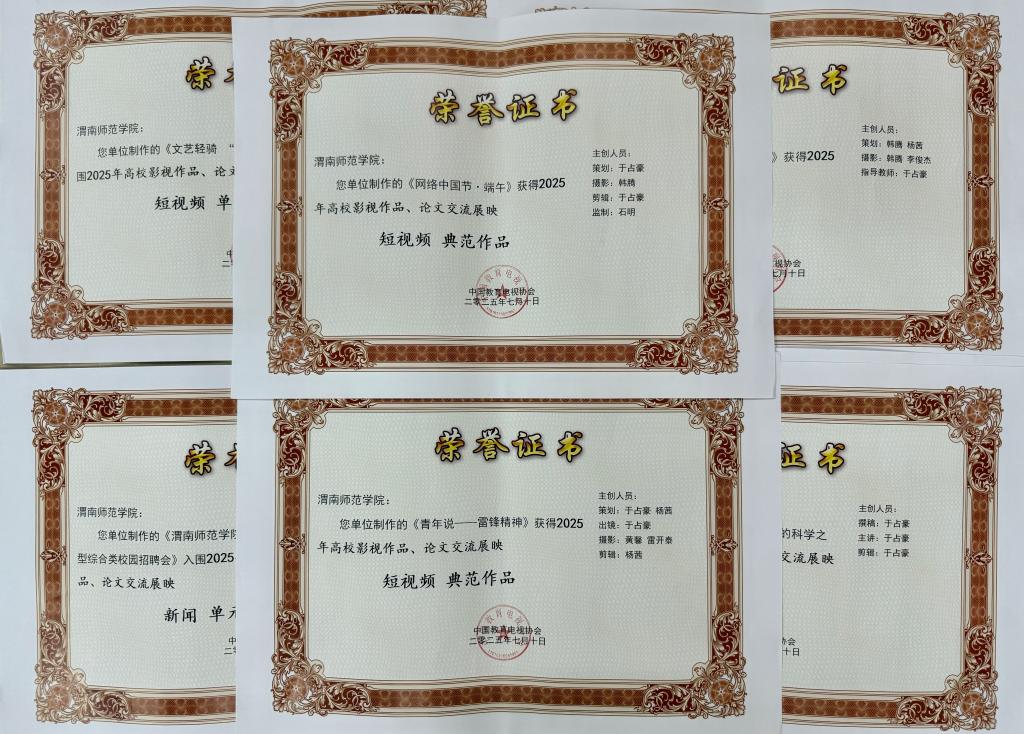 荣
渭南师范学院：
您单位制作的《文艺轻骑 “
围2025年高校影视作品、论文
短视频 单
二
荣誉证书
渭南师范学院：
您单位制作的《网络中国节·端午》获得2025
年高校影视作品、论文交流展映
短视频 典范作品
主创人员：
策划：于占豪
摄影：韩腾
剪辑：于占豪
监制：石明
中国教育电视协会
二零二五年七月十日
证书
》获得2025
主创人员：
策划：韩腾 杨茜
摄影：韩腾 李俊杰
指导教师：于占豪
视协会
七月十日
荣
渭南师范学院：
您单位制作的《渭南师范学院
型综合类校园招聘会》入围2025
品、论文交流展映
新闻 单元
中
二零
荣誉证书
渭南师范学院：
您单位制作的《青年说——雷锋精神》获得2025
年高校影视作品、论文交流展映
短视频 典范作品
主创人员：
策划：于占豪 杨茜
出镜：于占豪
摄影：黄馨 雷开泰
剪辑：杨茜
中国教育电视协会
二零二五年七月十日
证书
的科学之
交流展映
主创人员：
撰稿：于占豪
主讲：于占豪
剪辑：于占豪
协会
十日